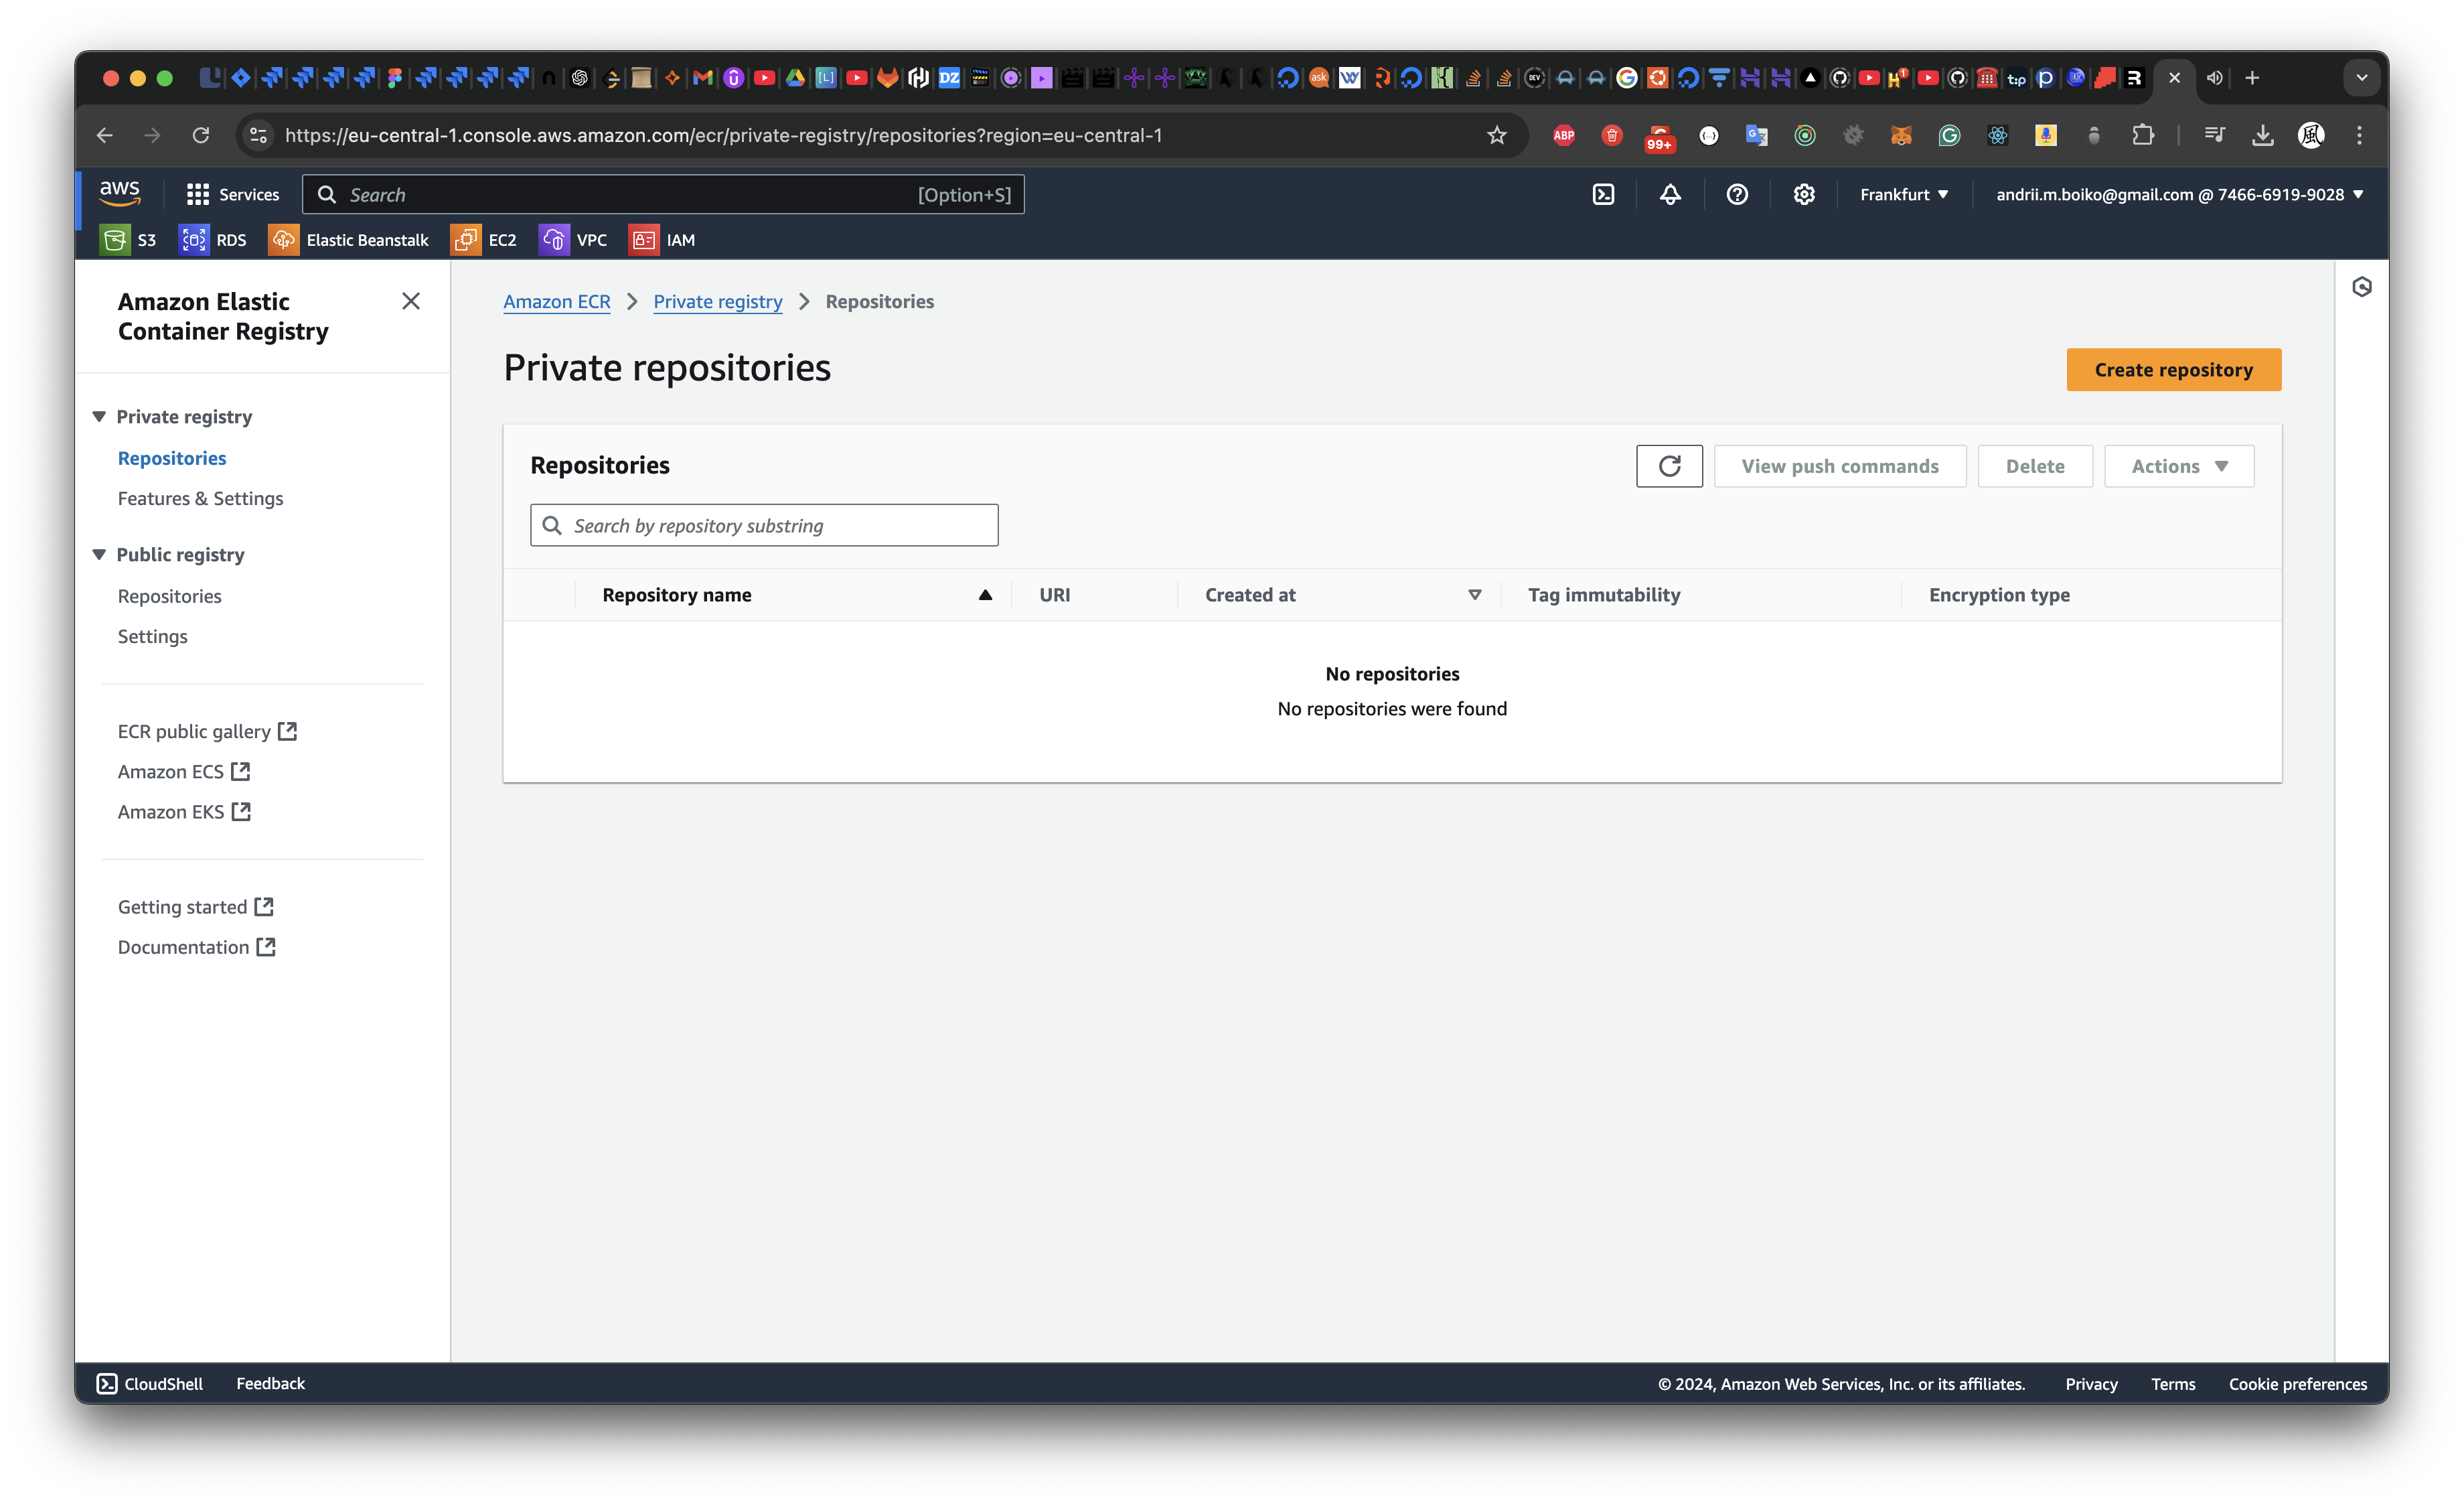 https://eu-central-1.console.aws.amazon.com/ecr/private-registry/repositories?region=eu-central-1
ABP
99+
風
aws
Services
Search
[Option+S]
Frankfurt
andrii.m.boiko@gmail.com @ 7466-6919-9028
S3
RDS
Elastic Beanstalk
EC2
VPC
IAM
Amazon Elastic
Container Registry
Private registry
Repositories
Features & Settings
Public registry
Repositories
Settings
ECR public gallery
Amazon ECS
Amazon EKS
Getting started
Documentation
Amazon ECR
Private registry
Repositories
Private repositories
Create repository
Repositories
View push commands
Delete
Actions
Search by repository substring
Repository name
URI
Created at
Tag immutability
Encryption type
No repositories
No repositories were found
CloudShell
Feedback
© 2024, Amazon Web Services, Inc. or its affiliates.
Privacy
Terms
Cookie preferences